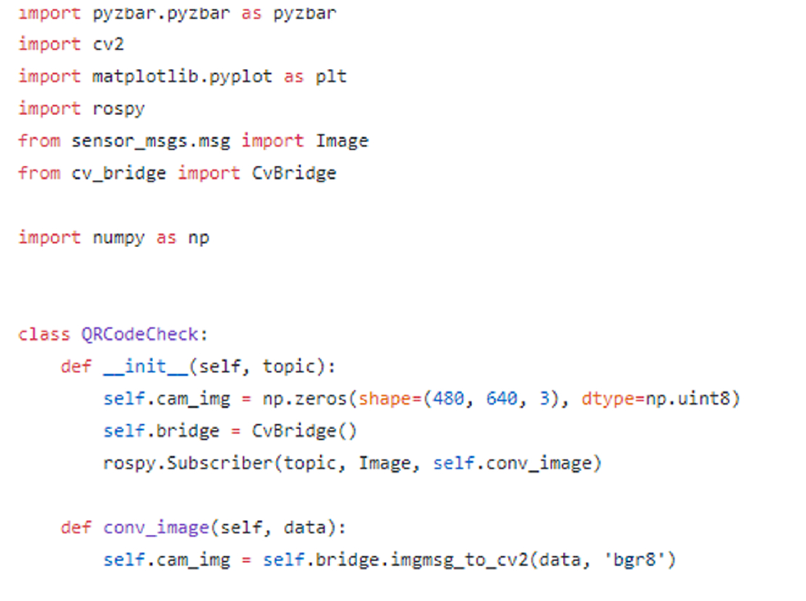 import pyzbar.pyzbar as pyzbar
import cv2
import matplotlib.pyplot as plt
import rospy
from sensor_msgs.msg import Image
from cv_bridge import CvBridge
import numpy as np
class QRCodeCheck:
    def __init__(self, topic):
        self.cam_img = np.zeros(shape=(480, 640, 3), dtype=np.uint8)
        self.bridge = CvBridge()
        rospy.Subscriber(topic, Image, self.conv_image)
    def conv_image(self, data):
        self.cam_img = self.bridge.imgmsg_to_cv2(data, 'bgr8')